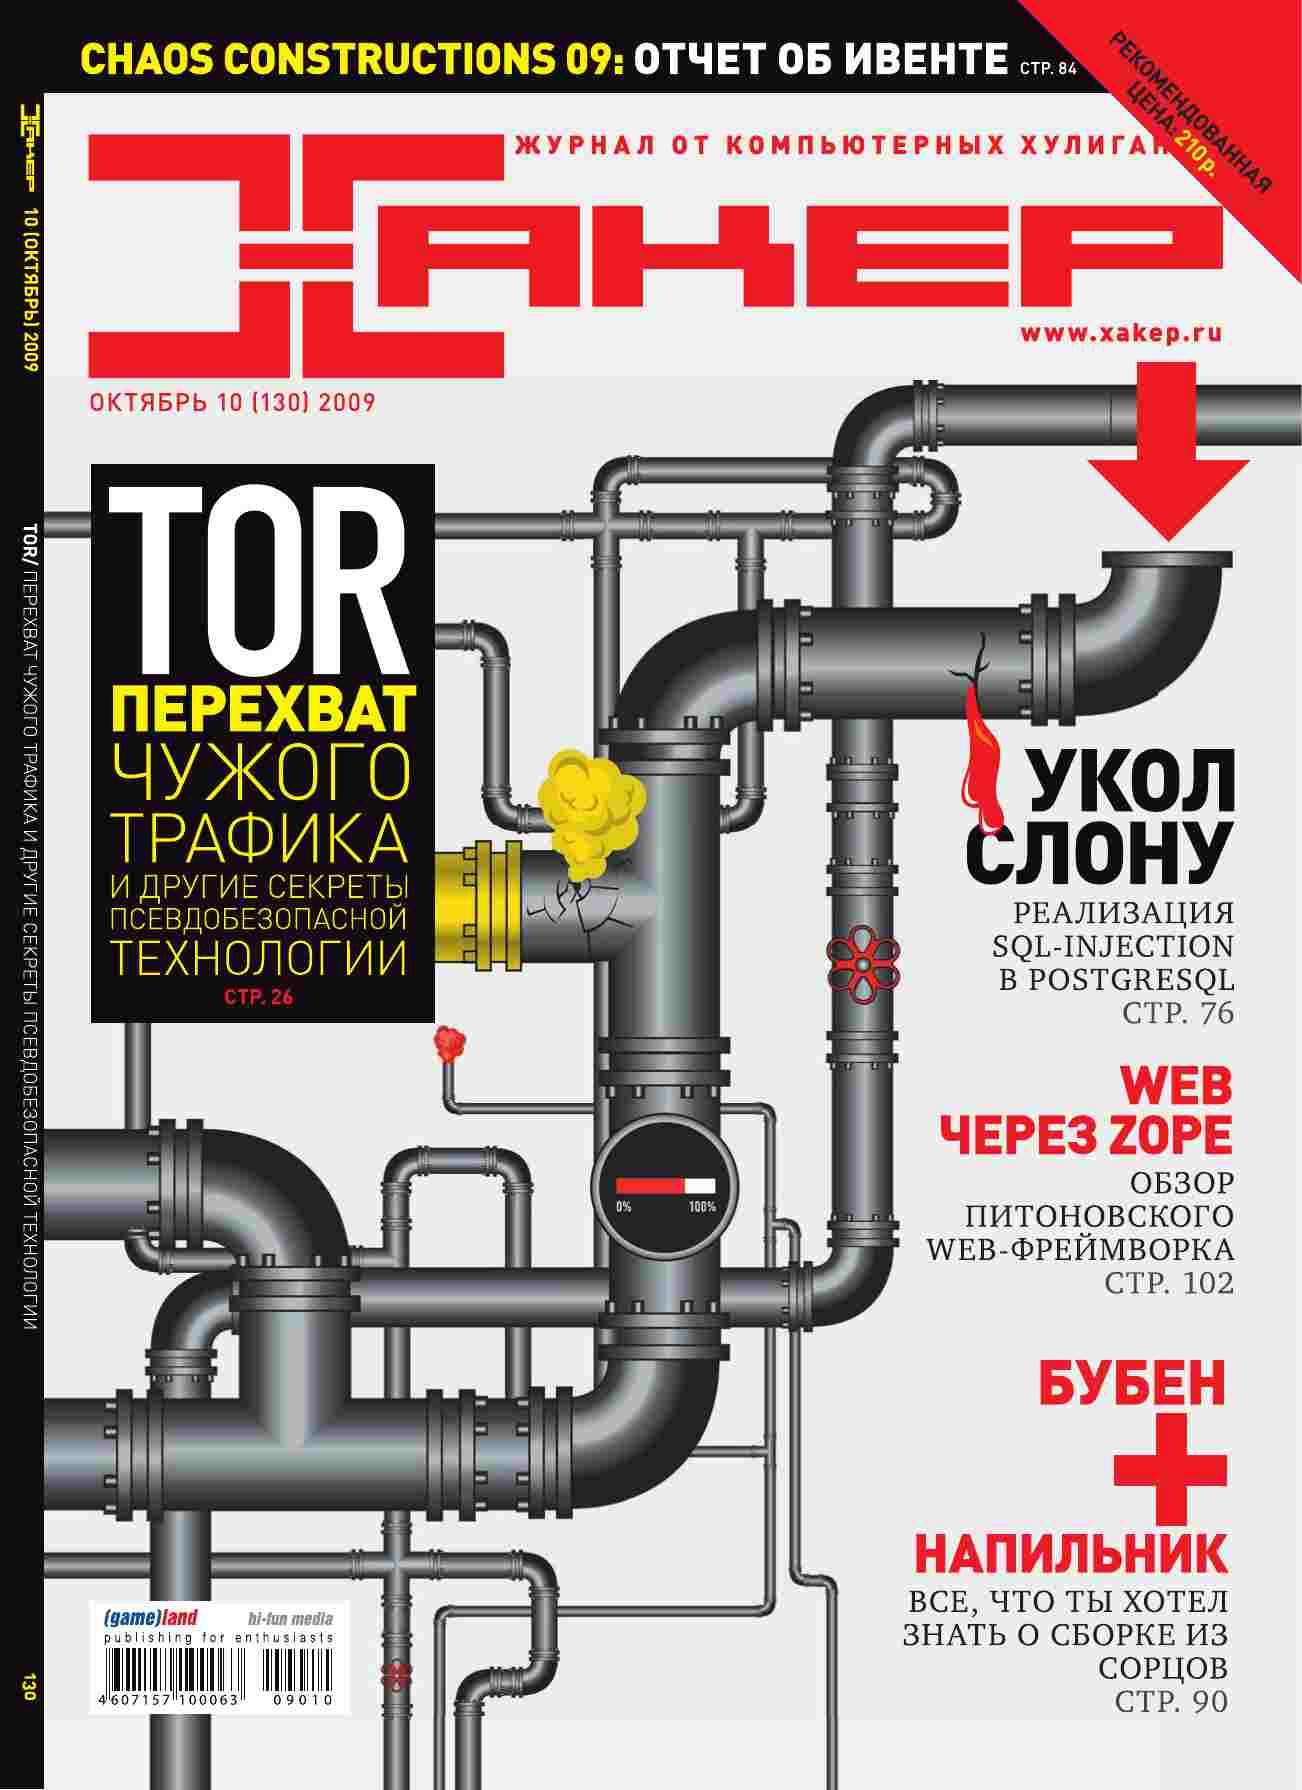 CHAOS CONSTRUCTIONS 09: ОТЧЕТ ОБ ИВЕНТЕ СТР. 84
РЕКОМЕНДОВАННАЯ
ЦЕНА: 210 р.
ЖУРНАЛ ОТ КОМПЬЮТЕРНЫХ ХУЛИГАН
ХАКЕР
www.xakep.ru
ОКТЯБРЬ 10 (130) 2009
TOR
ПЕРЕХВАТ
ЧУЖОГО
ТРАФИКА
И ДРУГИЕ СЕКРЕТЫ
ПСЕВДОБЕЗОПАСНОЙ
ТЕХНОЛОГИИ
СТР. 26
УКОЛ
СЛОНУ
РЕАЛИЗАЦИЯ
SQL-INJECTION
В POSTGRESQL
СТР. 76
WEB
ЧЕРЕЗ ZOPE
ОБЗОР
ПИТОНОВСКОГО
WEB-ФРЕЙМВОРКА
СТР. 102
0% 100%
БУБЕН
+
НАПИЛЬНИК
ВСЕ, ЧТО ТЫ ХОТЕЛ
ЗНАТЬ О СБОРКЕ ИЗ
СОРЦОВ
СТР. 90
(game)land hi-fun media
publishing for enthusiasts
4 607157 100063 09010
ХАКЕР 10 (ОКТЯБРЬ) 2009
TOR/ ПЕРЕХВАТ ЧУЖОГО ТРАФИКА И ДРУГИЕ СЕКРЕТЫ ПСЕВДОБЕЗОПАСНОЙ ТЕХНОЛОГИИ
130